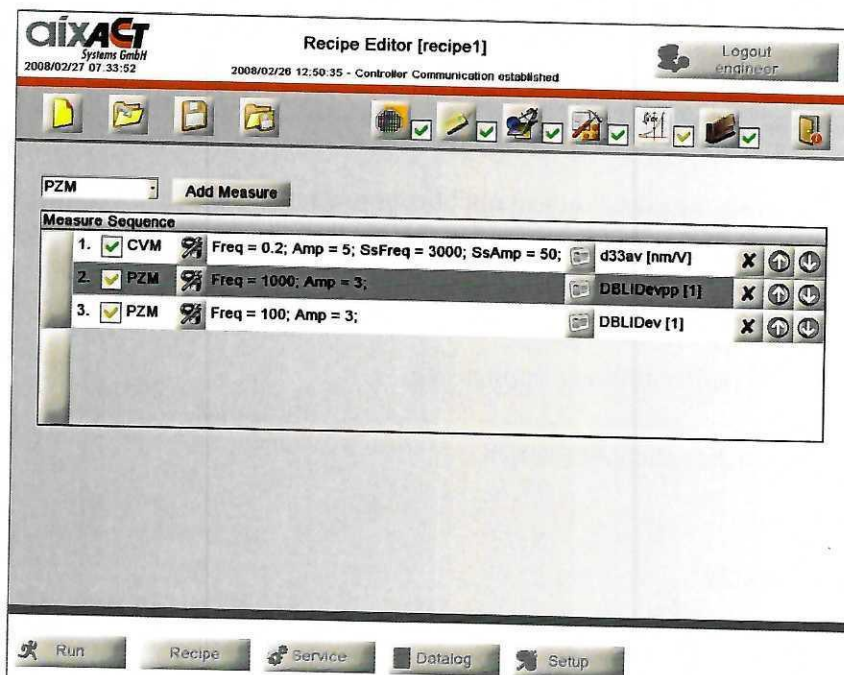 aixACT
Systems GmbH
2008/02/27 07:33:52
Recipe Editor [recipe1]
2008/02/26 12:50:35 - Controller Communication established
Logout
engineer
PZM
Add Measure
Measure Sequence
1. CVM Freq = 0.2; Amp = 5; SsFreq = 3000; SsAmp = 50; d33av [nm/V]
2. PZM Freq = 1000; Amp = 3; DBLIDevpp [1]
3. PZM Freq = 100; Amp = 3; DBLIDev [1]
Run
Recipe
Service
Datalog
Setup